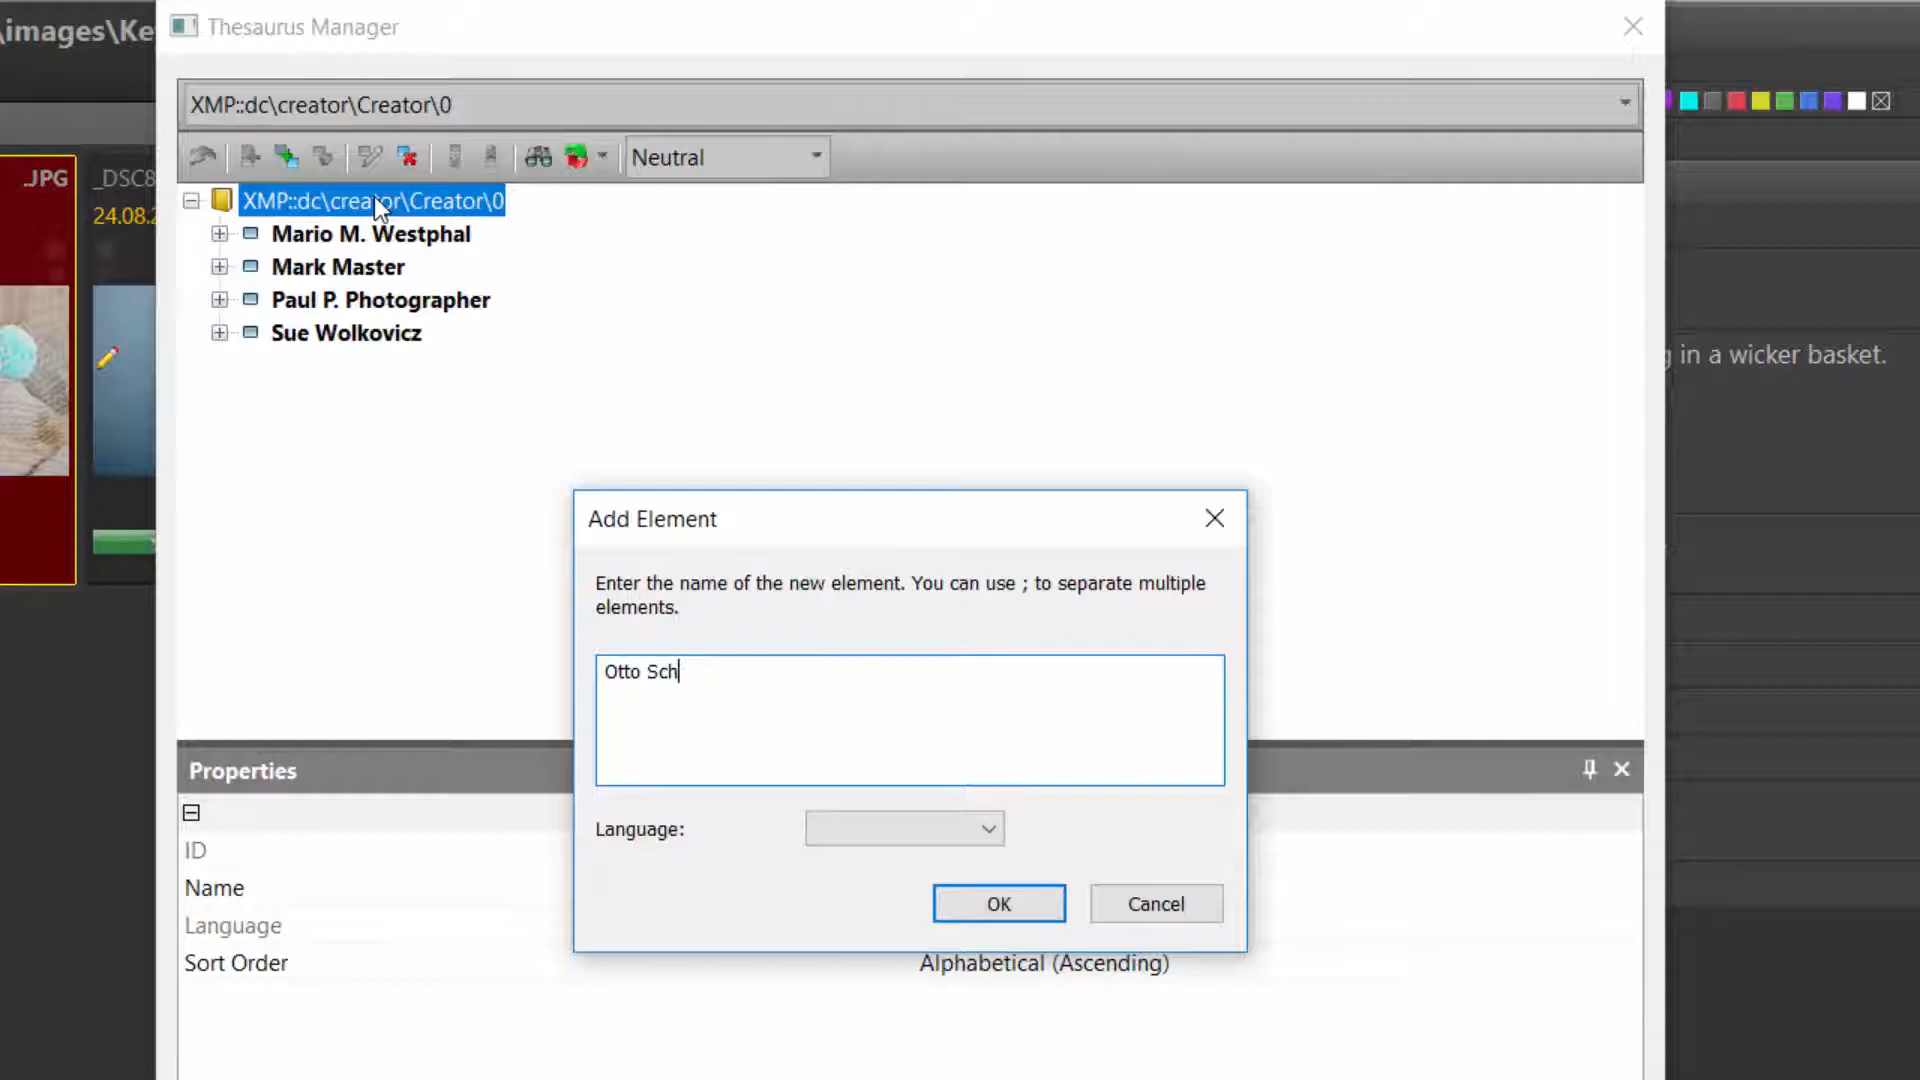 \images\Ke
Thesaurus Manager
XMP::dc\creator\Creator\0
Neutral
.JPG
_DSC8
24.08.2
XMP::dc\creator\Creator\0
Mario M. Westphal
Mark Master
Paul P. Photographer
Sue Wolkovicz
in a wicker basket.
Add Element
Enter the name of the new element. You can use ; to separate multiple
elements.
Otto Sch
Language:
OK
Cancel
Properties
ID
Name
Language
Sort Order
Alphabetical (Ascending)